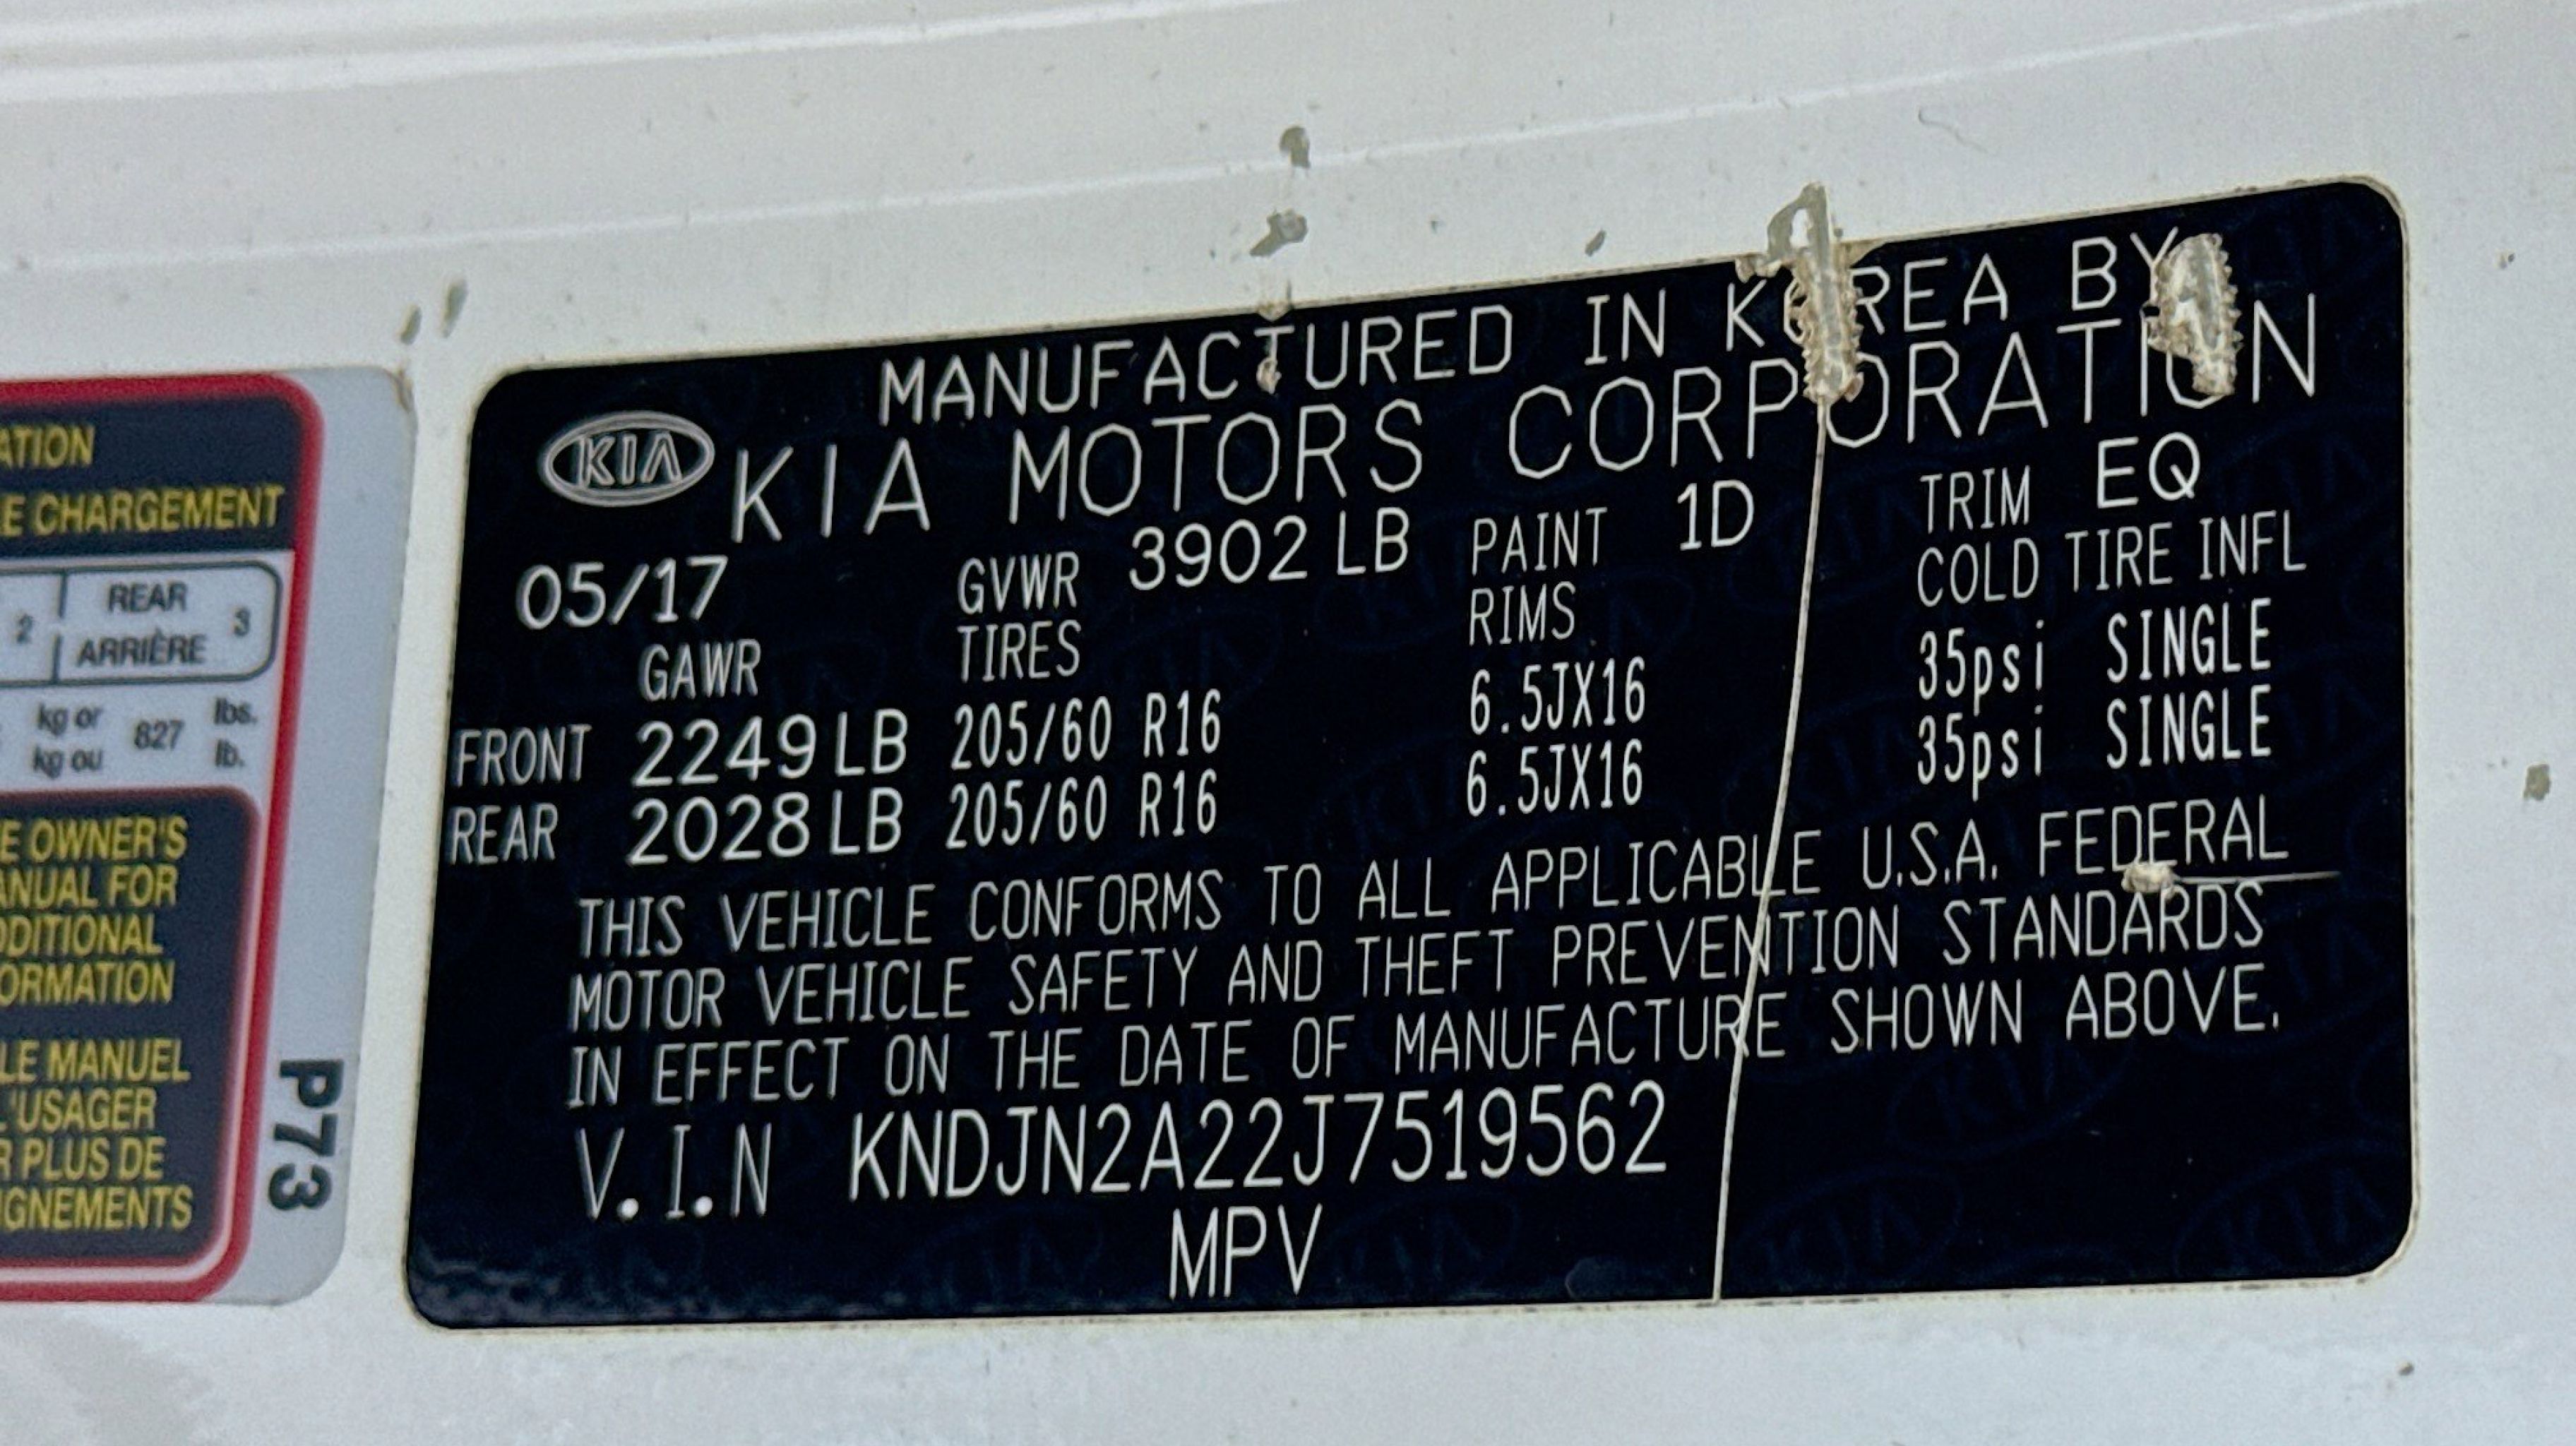 ATION
E CHARGEMENT
2 REAR 3
ARRIÈRE
kg or 827 lbs.
kg ou lb.
E OWNER'S
ANUAL FOR
DDITIONAL
ORMATION
LE MANUEL
L'USAGER
R PLUS DE
IGNEMENTS
P73
MANUFACTURED IN KOREA BY
KIA KIA MOTORS CORPORATION
05/17 GVWR 3902 LB PAINT 1D TRIM EQ
GAWR TIRES RIMS COLD TIRE INFL
FRONT 2249 LB 205/60 R16 6.5JX16 35psi SINGLE
REAR 2028 LB 205/60 R16 6.5JX16 35psi SINGLE
THIS VEHICLE CONFORMS TO ALL APPLICABLE U.S.A. FEDERAL
MOTOR VEHICLE SAFETY AND THEFT PREVENTION STANDARDS
IN EFFECT ON THE DATE OF MANUFACTURE SHOWN ABOVE.
V.I.N KNDJN2A22J7519562
MPV